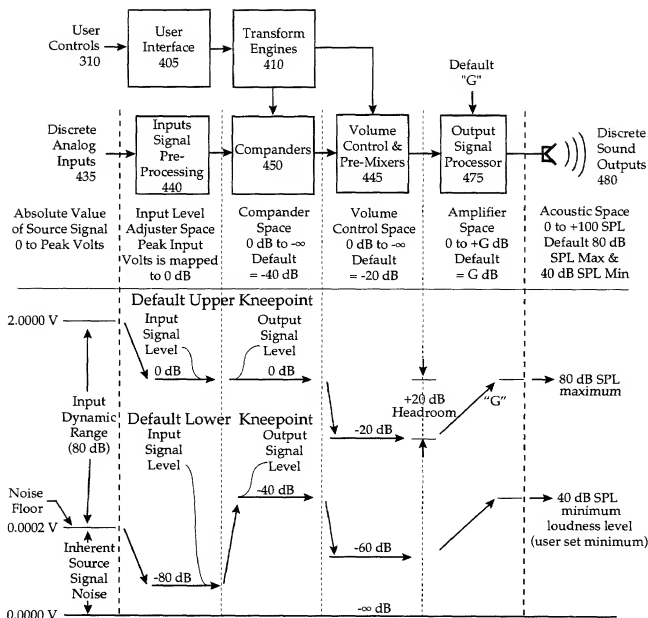 User
Controls
310
User
Interface
405
Transform
Engines
410
Default
"G"
Discrete
Analog
Inputs
435
Inputs
Signal
Pre-
Processing
440
Companders
450
Volume
Control &
Pre-Mixers
445
Output
Signal
Processor
475
Discrete
Sound
Outputs
480
Absolute Value
of Source Signal
0 to Peak Volts
Input Level
Adjuster Space
Peak Input
Volts is mapped
to 0 dB
Compander
Space
0 dB to -∞
Default
= -40 dB
Volume
Control Space
0 dB to -∞
Default
= -20 dB
Amplifier
Space
0 to +G dB
Default
= G dB
Acoustic Space
0 to +100 SPL
Default 80 dB
SPL Max &
40 dB SPL Min
Default Upper Kneepoint
2.0000 V
Input
Signal
Level
0 dB
Output
Signal
Level
0 dB
+20 dB
Headroom
-20 dB
"G"
80 dB SPL
maximum
Input
Dynamic
Range
(80 dB)
Default Lower Kneepoint
Input
Signal
Level
Output
Signal
Level
-40 dB
Noise
Floor
0.0002 V
-60 dB
40 dB SPL
minimum
loudness level
(user set minimum)
Inherent
Source
Signal
Noise
-80 dB
0.0000 V
-∞ dB